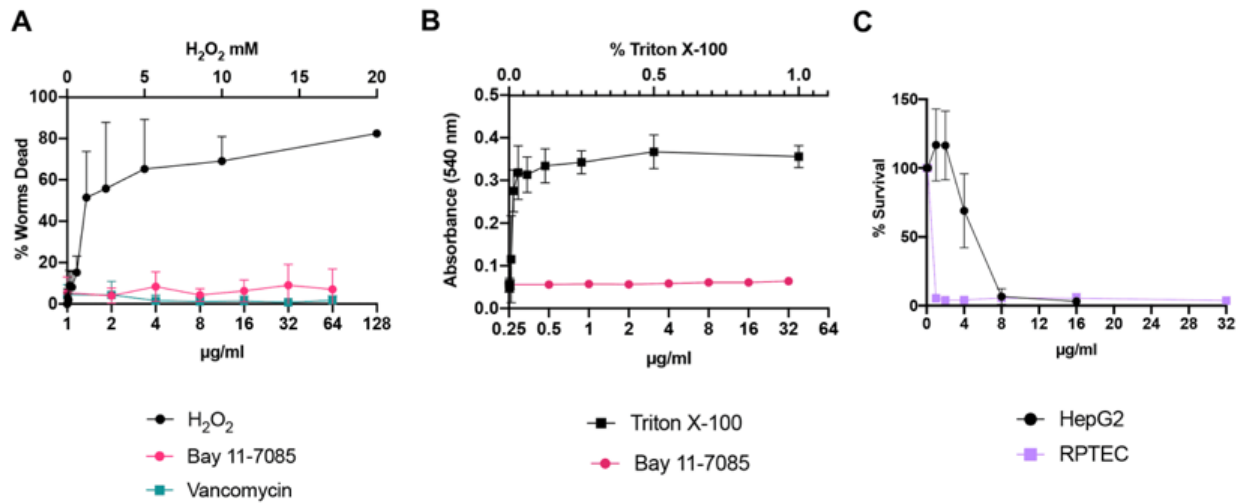 A
H₂O₂ mM
0 5 10 15 20
100
80
60
40
20
0
% Worms Dead
1 2 4 8 16 32 64 128
µg/ml
H₂O₂
Bay 11-7085
Vancomycin
B
% Triton X-100
0.0 0.5 1.0
0.5
0.4
0.3
0.2
0.1
0.0
Absorbance (540 nm)
0.25 0.5 1 2 4 8 16 32 64
µg/ml
Triton X-100
Bay 11-7085
C
150
100
50
0
% Survival
0 4 8 12 16 20 24 28 32
µg/ml
HepG2
RPTEC